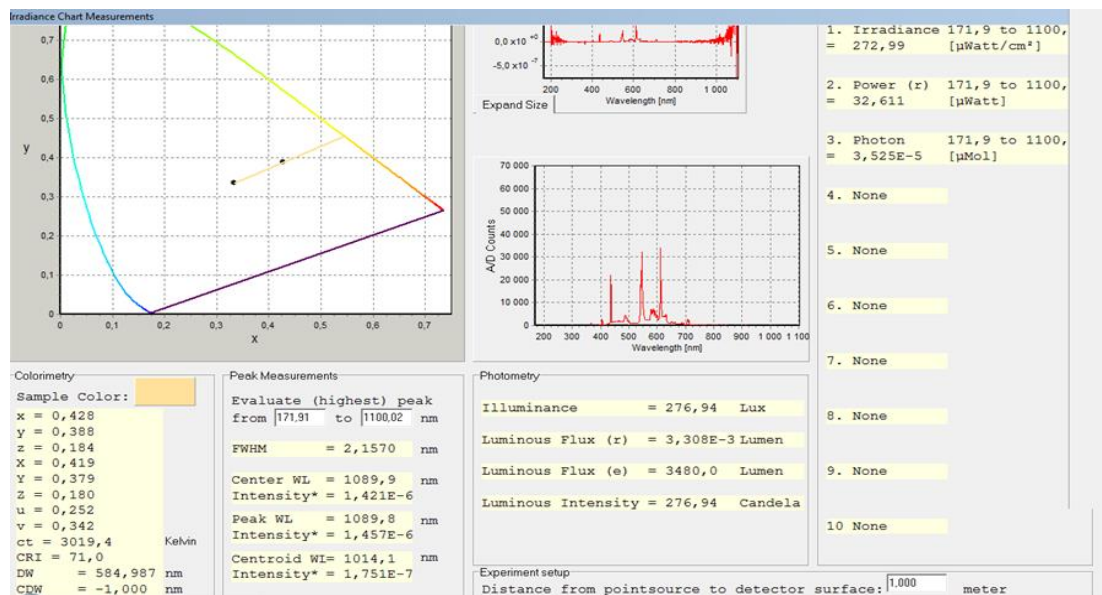 Irradiance Chart Measurements
0,7
0,6
0,5
0,4
0,3
0,2
0,1
0
y
0 0,1 0,2 0,3 0,4 0,5 0,6 0,7
x
0,0 x10 +0
-5,0 x10 -7
200 400 600 800 1 000
Wavelength [nm]
Expand Size
70 000
60 000
50 000
40 000
30 000
20 000
10 000
0
A/D Counts
200 300 400 500 600 700 800 900 1 000 1 100
Wavelength [nm]
1. Irradiance 171,9 to 1100,
= 272,99 [µWatt/cm²]
2. Power (r) 171,9 to 1100,
= 32,611 [µWatt]
3. Photon 171,9 to 1100,
= 3,525E-5 [µMol]
4. None
5. None
6. None
7. None
8. None
9. None
10 None
Colorimetry
Sample Color:
x = 0,428
y = 0,388
z = 0,184
X = 0,419
Y = 0,379
Z = 0,180
u = 0,252
v = 0,342
ct = 3019,4 Kelvin
CRI = 71,0
DW = 584,987 nm
CDW = -1,000 nm
Peak Measurements
Evaluate (highest) peak
from 171,91 to 1100,02 nm
FWHM = 2,1570 nm
Center WL = 1089,9 nm
Intensity* = 1,421E-6
Peak WL = 1089,8 nm
Intensity* = 1,457E-6
Centroid Wl= 1014,1 nm
Intensity* = 1,751E-7
Photometry
Illuminance = 276,94 Lux
Luminous Flux (r) = 3,308E-3 Lumen
Luminous Flux (e) = 3480,0 Lumen
Luminous Intensity = 276,94 Candela
Experiment setup
Distance from pointsource to detector surface: 1,000 meter